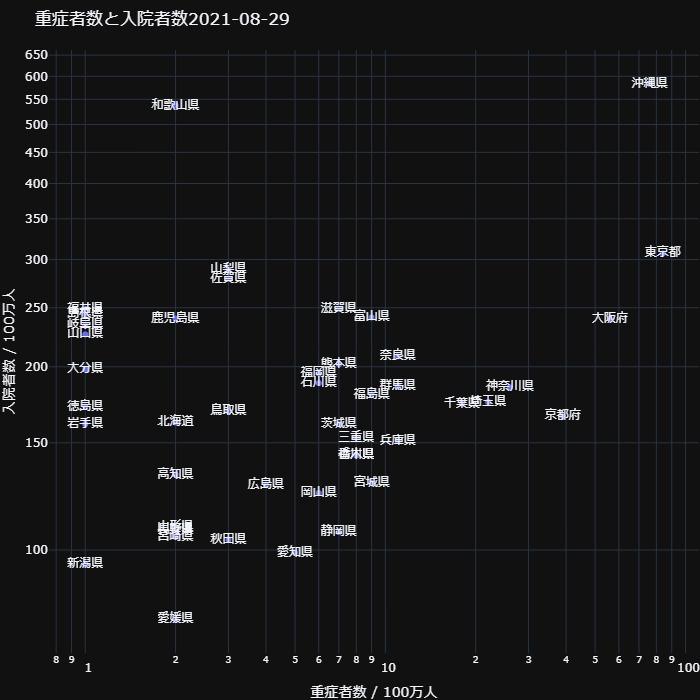 重症者数と入院者数2021-08-29
入院者数 / 100万人
650
600
550
500
450
400
350
300
250
200
150
100
沖縄県
和歌山県
東京都
山梨県
佐賀県
福井県
滋賀県
富山県
鹿児島県
大阪府
岐阜県
山口県
奈良県
熊本県
大分県
福岡県
石川県
群馬県
神奈川県
福島県
千葉県
埼玉県
徳島県
鳥取県
京都府
岩手県
北海道
茨城県
三重県
兵庫県
高知県
広島県
宮城県
岡山県
山形県
静岡県
宮崎県
秋田県
愛知県
新潟県
愛媛県
8
9
1
2
3
4
5
6
7
8
9
10
2
3
4
5
6
7
8
9
100
重症者数 / 100万人